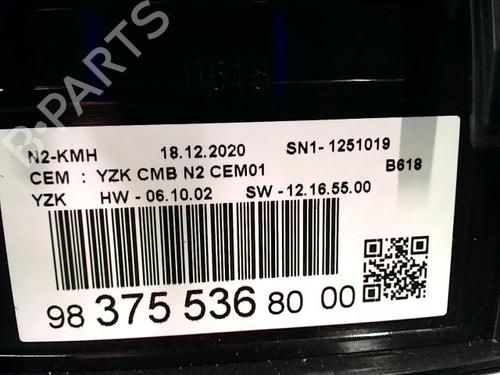 B618
B-PARTS
N2-KMH 18.12.2020 SN1- 1251019
CEM : YZK CMB N2 CEM01 B618
YZK HW - 06.10.02 SW - 12.16.55.00
98 375 536 80 00